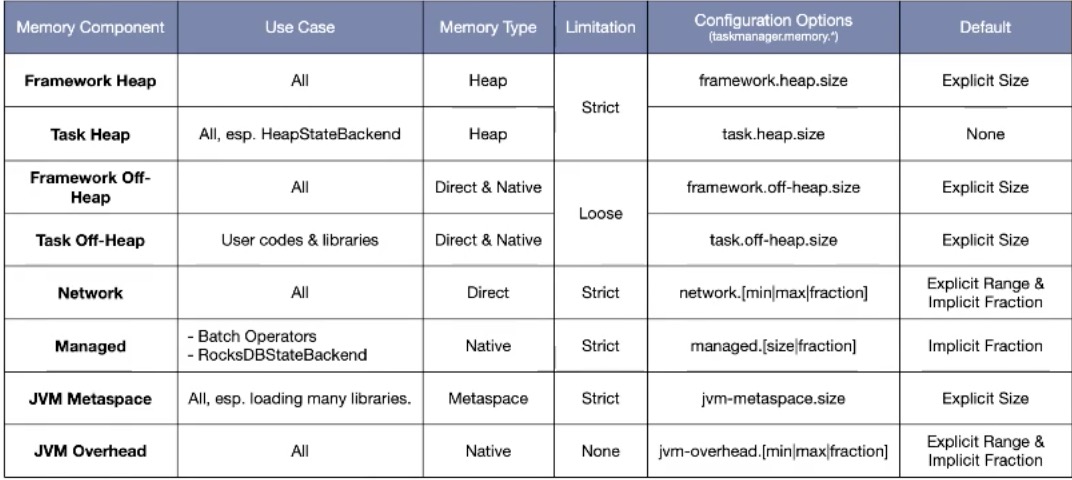 Memory Component
Use Case
Memory Type
Limitation
Configuration Options
(taskmanager.memory.*)
Default
Framework Heap
All
Heap
Strict
framework.heap.size
Explicit Size
Task Heap
All, esp. HeapStateBackend
Heap
task.heap.size
None
Framework Off-
Heap
All
Direct & Native
Loose
framework.off-heap.size
Explicit Size
Task Off-Heap
User codes & libraries
Direct & Native
task.off-heap.size
Explicit Size
Network
All
Direct
Strict
network.[min|max|fraction]
Explicit Range &
Implicit Fraction
Managed
- Batch Operators
- RocksDBStateBackend
Native
Strict
managed.[size|fraction]
Implicit Fraction
JVM Metaspace
All, esp. loading many libraries.
Metaspace
Strict
jvm-metaspace.size
Explicit Size
JVM Overhead
All
Native
None
jvm-overhead.[min|max|fraction]
Explicit Range &
Implicit Fraction